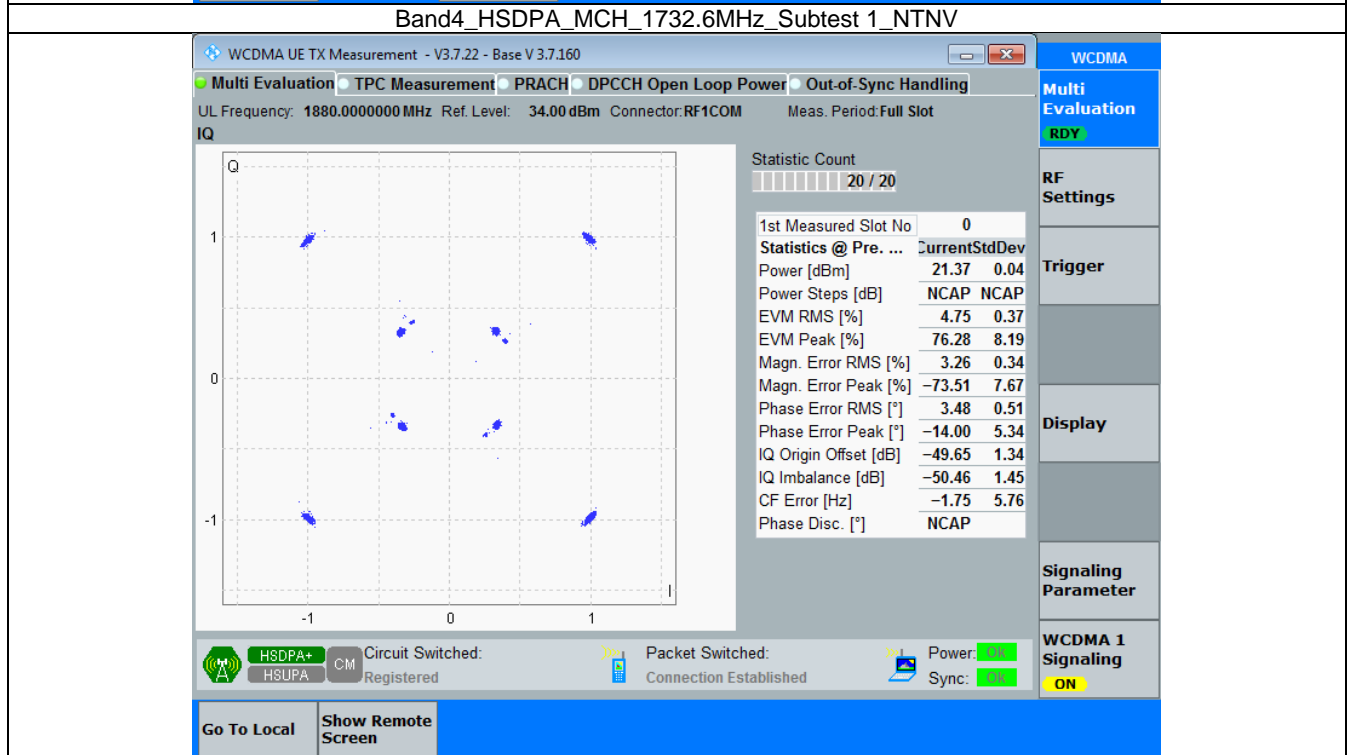 Band4_HSDPA_MCH_1732.6MHz_Subtest 1_NTNV
WCDMA UE TX Measurement - V3.7.22 - Base V 3.7.160
WCDMA
Multi Evaluation TPC Measurement PRACH DPCCH Open Loop Power Out-of-Sync Handling
Multi
Evaluation
RDY
UL Frequency: 1880.0000000 MHz Ref. Level: 34.00 dBm Connector:RF1COM Meas. Period:Full Slot
IQ
Q
1
0
-1
-1 0 1
I
Statistic Count
20 / 20
1st Measured Slot No 0
Statistics @ Pre. ... CurrentStdDev
Power [dBm] 21.37 0.04
Power Steps [dB] NCAP NCAP
EVM RMS [%] 4.75 0.37
EVM Peak [%] 76.28 8.19
Magn. Error RMS [%] 3.26 0.34
Magn. Error Peak [%] −73.51 7.67
Phase Error RMS [°] 3.48 0.51
Phase Error Peak [°] −14.00 5.34
IQ Origin Offset [dB] −49.65 1.34
IQ Imbalance [dB] −50.46 1.45
CF Error [Hz] −1.75 5.76
Phase Disc. [°] NCAP
RF
Settings
Trigger
Display
Signaling
Parameter
WCDMA 1
Signaling
ON
HSDPA+
HSUPA
CM
Circuit Switched:
Registered
Packet Switched:
Connection Established
Power: Ok
Sync: Ok
Go To Local
Show Remote
Screen